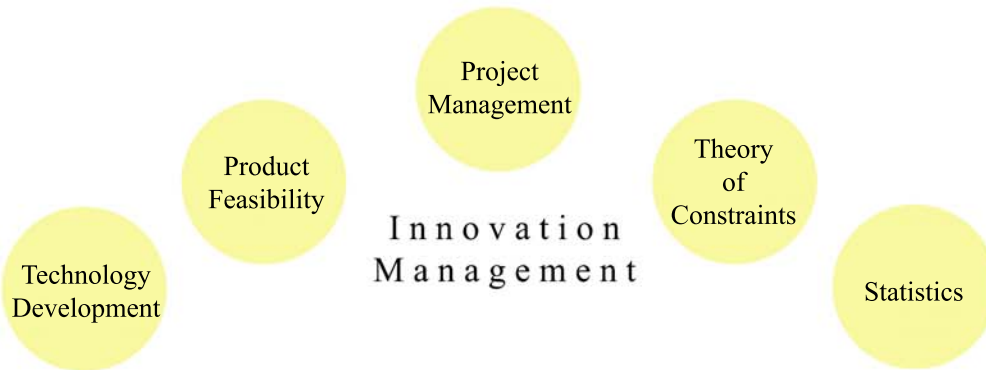 Project
Management
Product
Feasibility
Theory
of
Constraints
Innovation
Management
Technology
Development
Statistics